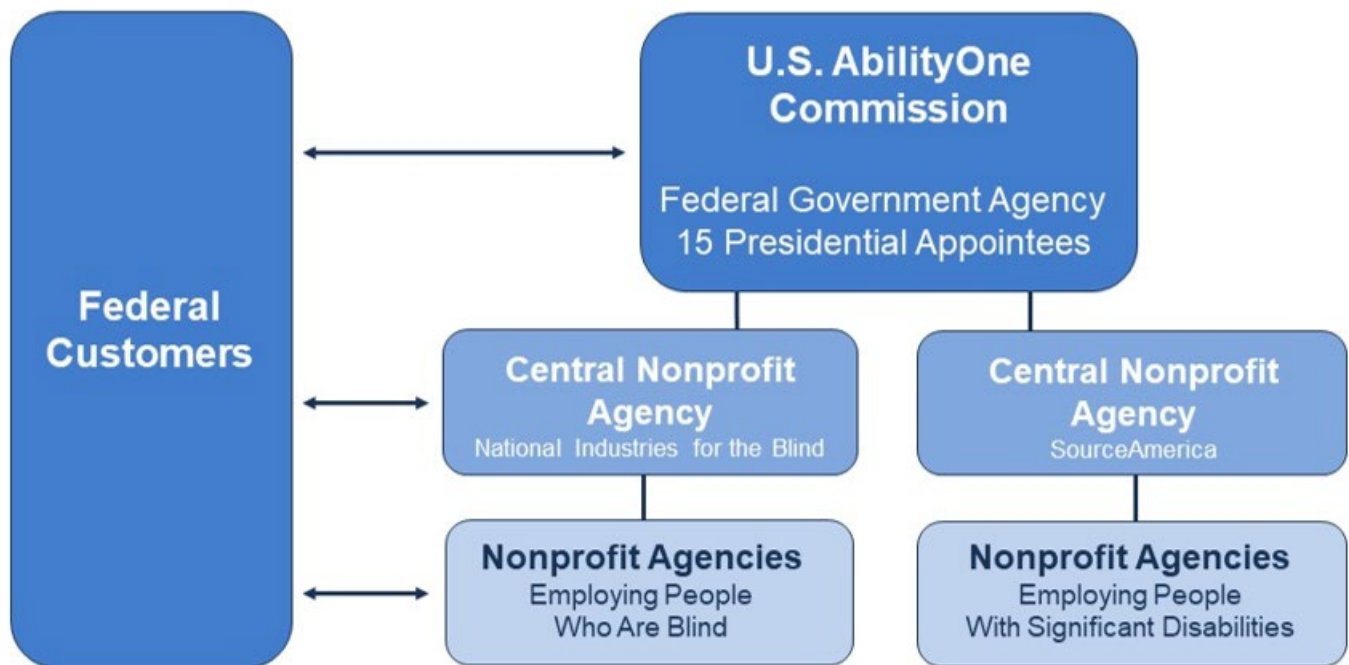 Federal
Customers
U.S. AbilityOne
Commission
Federal Government Agency
15 Presidential Appointees
Central Nonprofit
Agency
National Industries for the Blind
Central Nonprofit
Agency
SourceAmerica
Nonprofit Agencies
Employing People
Who Are Blind
Nonprofit Agencies
Employing People
With Significant Disabilities